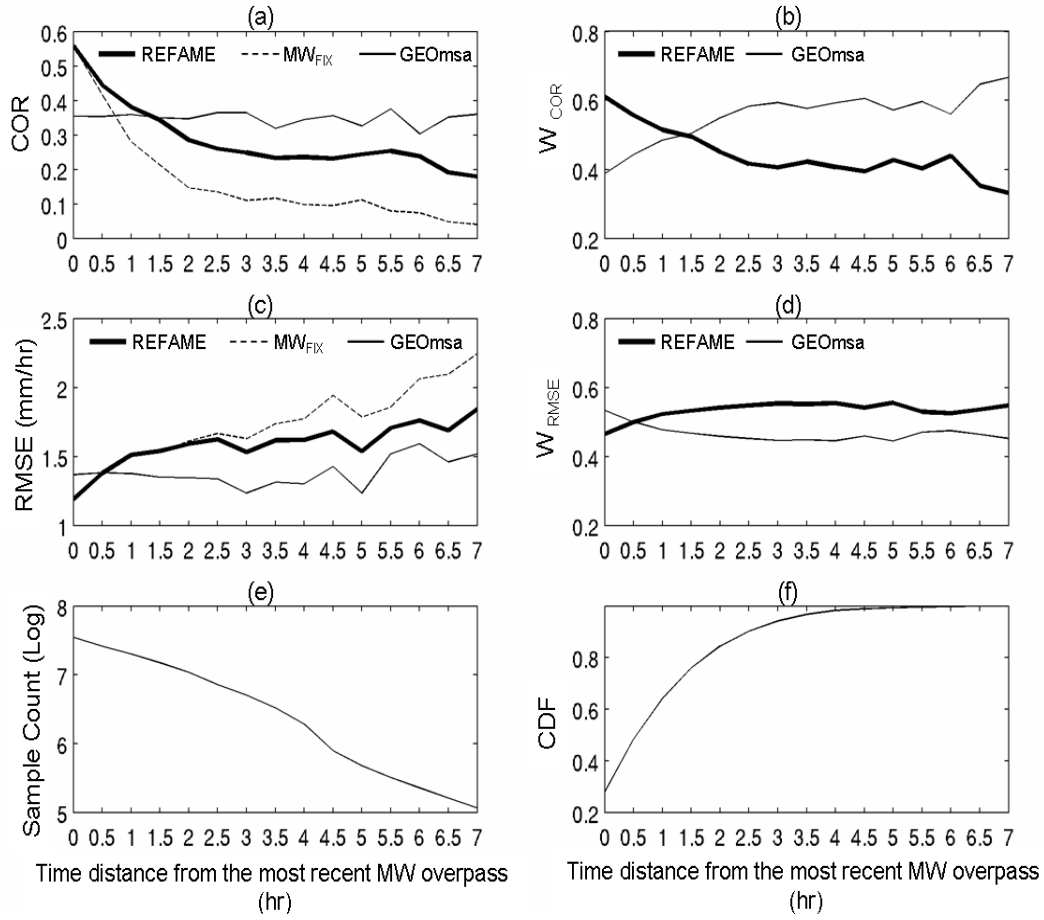 (a)
0.6
0.5
0.4
0.3
0.2
0.1
0
COR
REFAME MW_FIX GEOmsa
0 0.5 1 1.5 2 2.5 3 3.5 4 4.5 5 5.5 6 6.5 7
(b)
0.8
0.6
0.4
0.2
W COR
REFAME GEOmsa
0 0.5 1 1.5 2 2.5 3 3.5 4 4.5 5 5.5 6 6.5 7
(c)
2.5
2
1.5
1
RMSE (mm/hr)
REFAME MW_FIX GEOmsa
0 0.5 1 1.5 2 2.5 3 3.5 4 4.5 5 5.5 6 6.5 7
(d)
0.8
0.6
0.4
0.2
W RMSE
REFAME GEOmsa
0 0.5 1 1.5 2 2.5 3 3.5 4 4.5 5 5.5 6 6.5 7
(e)
8
7
6
5
Sample Count (Log)
0 0.5 1 1.5 2 2.5 3 3.5 4 4.5 5 5.5 6 6.5 7
Time distance from the most recent MW overpass
(hr)
(f)
0.8
0.6
0.4
0.2
CDF
0 0.5 1 1.5 2 2.5 3 3.5 4 4.5 5 5.5 6 6.5 7
Time distance from the most recent MW overpass
(hr)